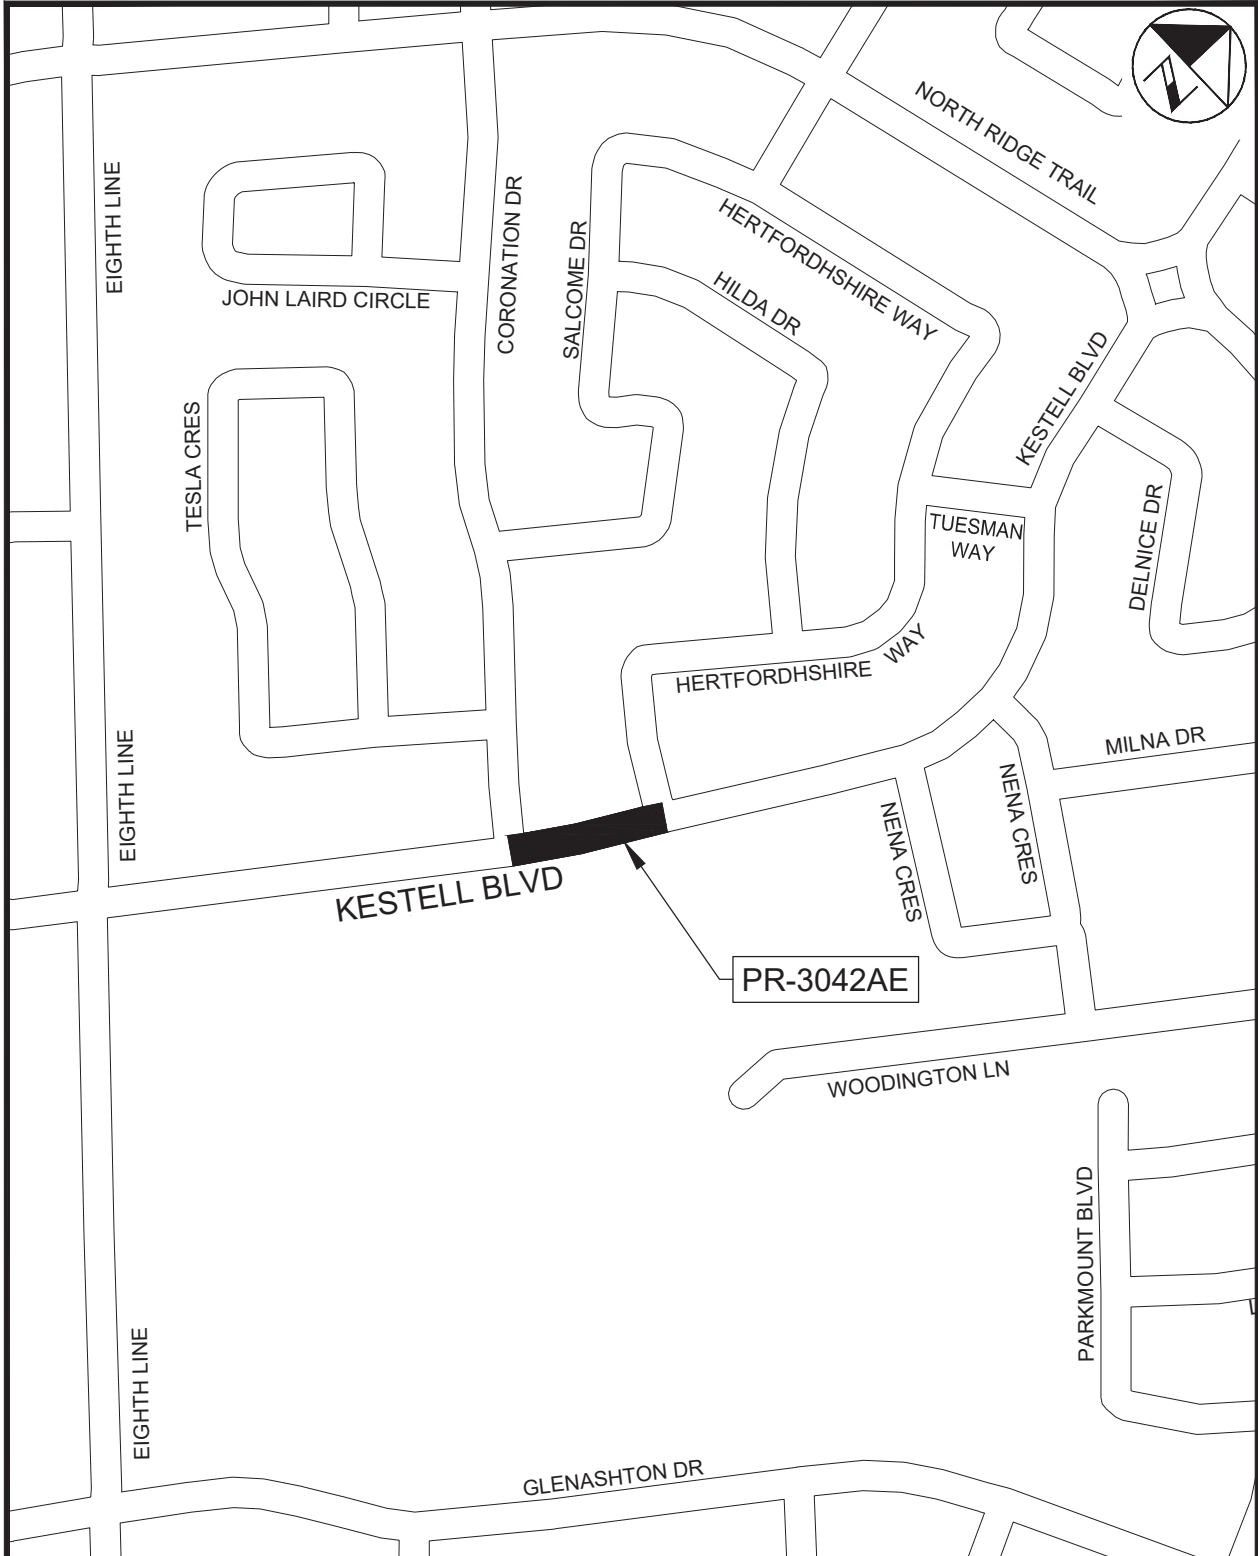 NORTH RIDGE TRAIL
EIGHTH LINE
CORONATION DR
SALCOME DR
HERTFORDHSHIRE WAY
HILDA DR
JOHN LAIRD CIRCLE
KESTELL BLVD
TESLA CRES
DELNICE DR
TUESMAN
WAY
HERTFORDHSHIRE WAY
MILNA DR
EIGHTH LINE
NENA CRES
NENA CRES
KESTELL BLVD
PR-3042AE
WOODINGTON LN
PARKMOUNT BLVD
EIGHTH LINE
GLENASHTON DR